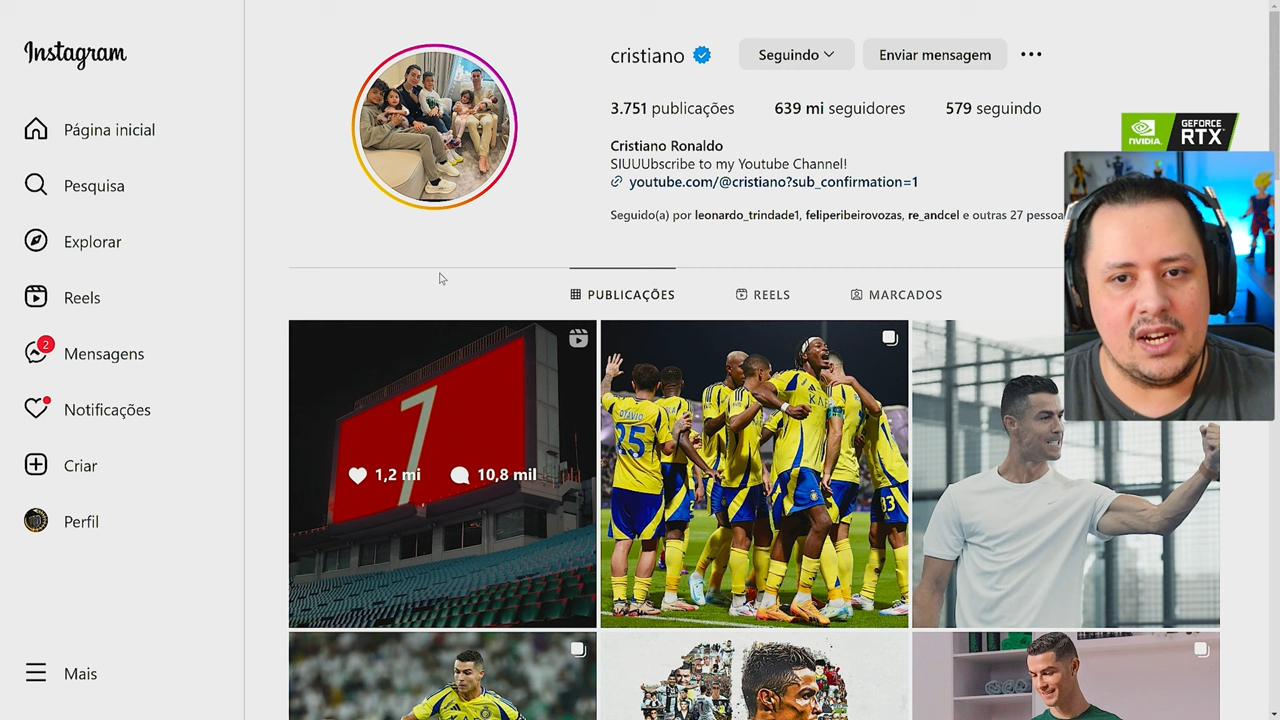 Instagram
Página inicial
Pesquisa
Explorar
Reels
2
Mensagens
Notificações
Criar
Perfil
Mais
cristiano
Seguindo
Enviar mensagem
3.751 publicações 639 mi seguidores 579 seguindo
Cristiano Ronaldo
SIUUUbscribe to my Youtube Channel!
youtube.com/@cristiano?sub_confirmation=1
Seguido(a) por leonardo_trindade1, feliperibeirovozas, re_andcel e outras 27 pessoa
NVIDIA.
GEFORCE
RTX
PUBLICAÇÕES
REELS
MARCADOS
7
1,2 mi 10,8 mil
OTÁVIO
25
KAFD
83